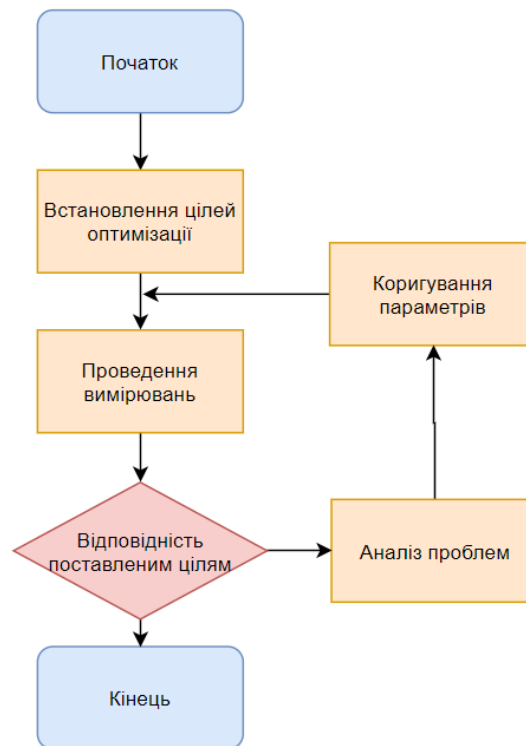 Початок
Встановлення цілей
оптимізації
Коригування
параметрів
Проведення
вимірювань
Відповідність
поставленим цілям
Аналіз проблем
Кінець